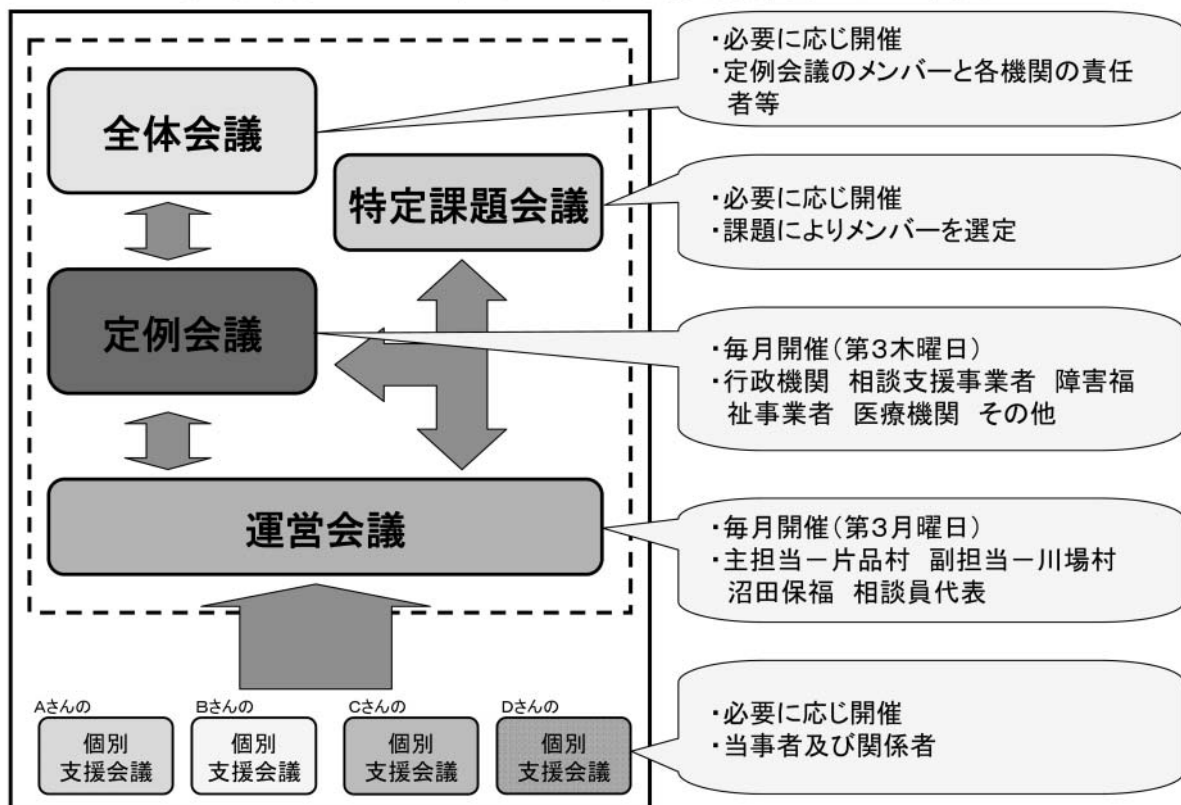 全体会議
・必要に応じ開催
・定例会議のメンバーと各機関の責任
者等
特定課題会議
・必要に応じ開催
・課題によりメンバーを選定
定例会議
・毎月開催(第3木曜日)
・行政機関 相談支援事業者 障害福
祉事業者 医療機関 その他
運営会議
・毎月開催(第3月曜日)
・主担当－片品村 副担当－川場村
沼田保福 相談員代表
Aさんの
個別
支援会議
Bさんの
個別
支援会議
Cさんの
個別
支援会議
Dさんの
個別
支援会議
・必要に応じ開催
・当事者及び関係者